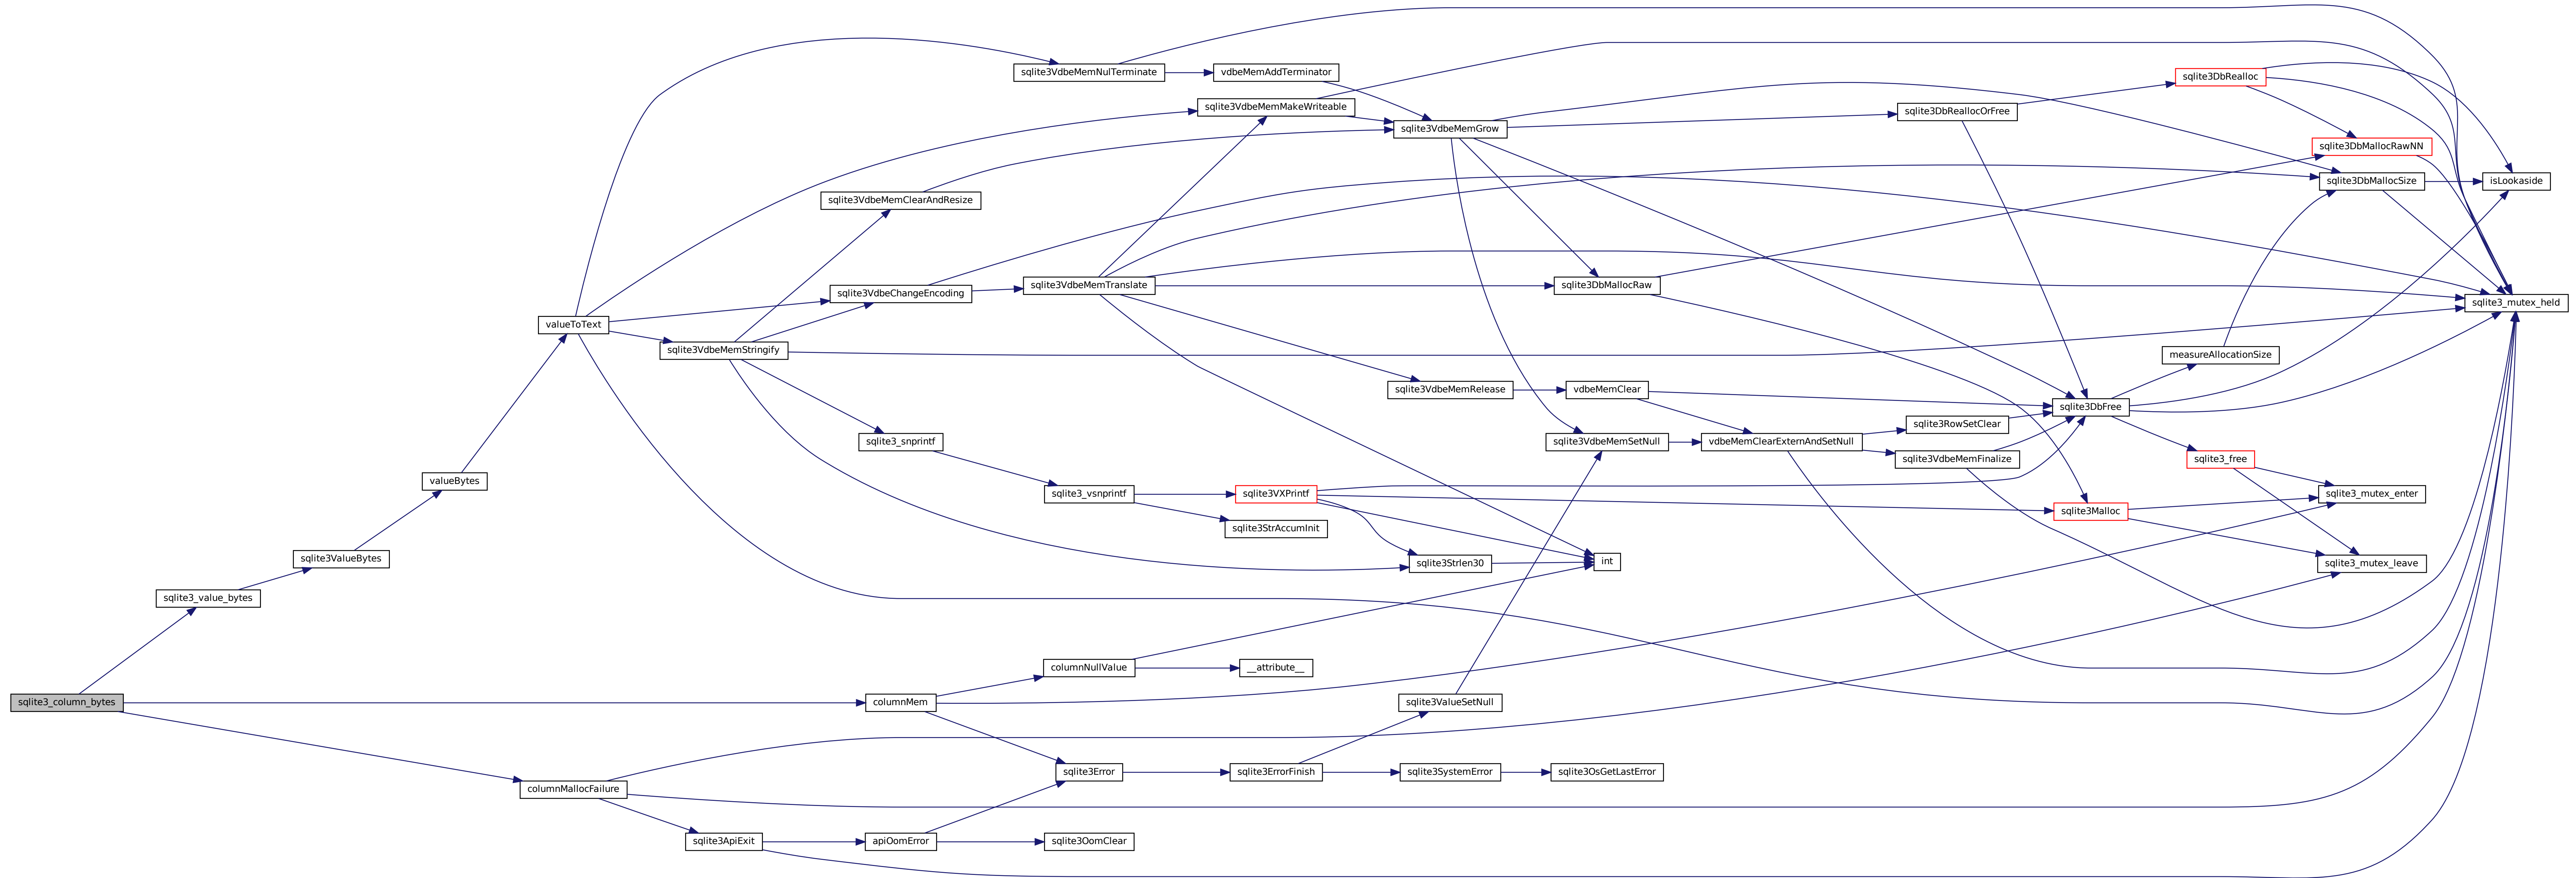 sqlite3_column_bytes
sqlite3_value_bytes
sqlite3ValueBytes
valueBytes
valueToText
sqlite3VdbeMemNulTerminate
vdbeMemAddTerminator
sqlite3VdbeMemMakeWriteable
sqlite3VdbeMemGrow
sqlite3VdbeMemClearAndResize
sqlite3VdbeChangeEncoding
sqlite3VdbeMemTranslate
sqlite3VdbeMemStringify
sqlite3_snprintf
sqlite3_vsnprintf
sqlite3VXPrintf
sqlite3StrAccumInit
sqlite3Strlen30
int
sqlite3VdbeMemRelease
vdbeMemClear
sqlite3VdbeMemSetNull
vdbeMemClearExternAndSetNull
sqlite3RowSetClear
sqlite3VdbeMemFinalize
sqlite3DbMallocRaw
sqlite3DbReallocOrFree
sqlite3DbRealloc
sqlite3DbMallocRawNN
sqlite3DbMallocSize
isLookaside
sqlite3_mutex_held
measureAllocationSize
sqlite3DbFree
sqlite3_free
sqlite3Malloc
sqlite3_mutex_enter
sqlite3_mutex_leave
columnMem
columnNullValue
__attribute__
sqlite3Error
sqlite3ErrorFinish
sqlite3ValueSetNull
sqlite3SystemError
sqlite3OsGetLastError
columnMallocFailure
sqlite3ApiExit
apiOomError
sqlite3OomClear